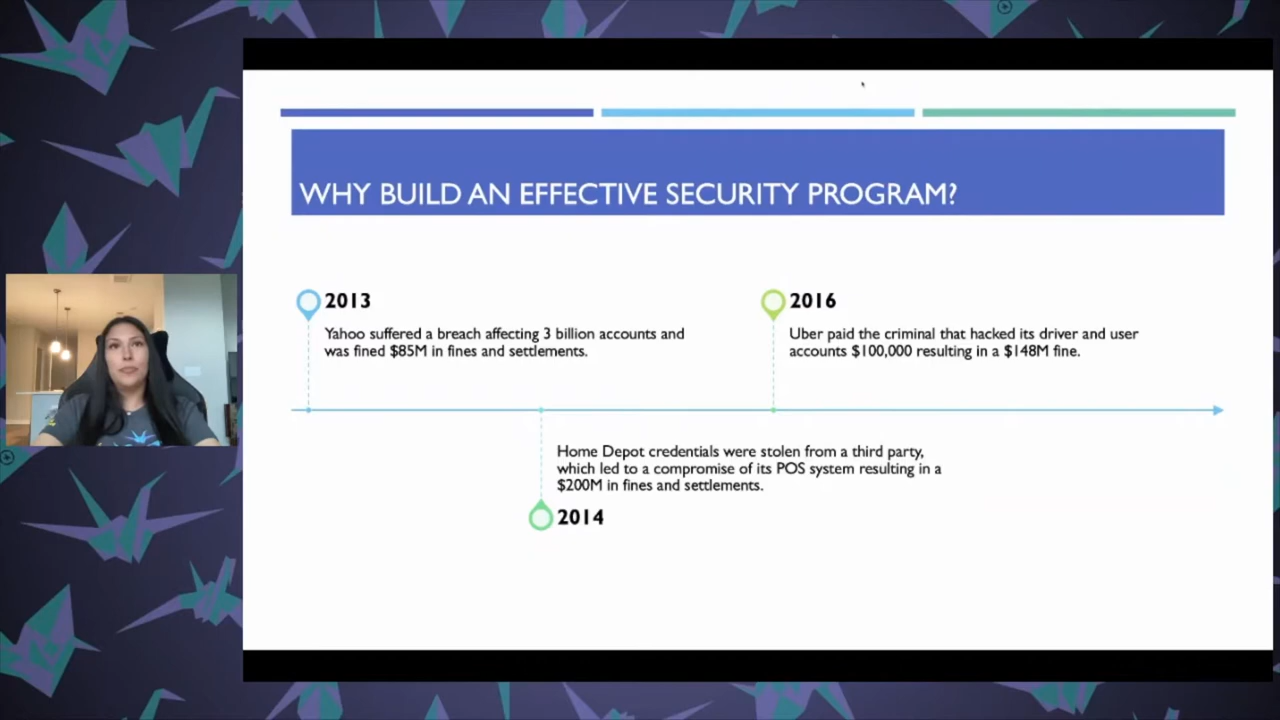 WHY BUILD AN EFFECTIVE SECURITY PROGRAM?
2013
Yahoo suffered a breach affecting 3 billion accounts and
was fined $85M in fines and settlements.
2016
Uber paid the criminal that hacked its driver and user
accounts $100,000 resulting in a $148M fine.
Home Depot credentials were stolen from a third party,
which led to a compromise of its POS system resulting in a
$200M in fines and settlements.
2014